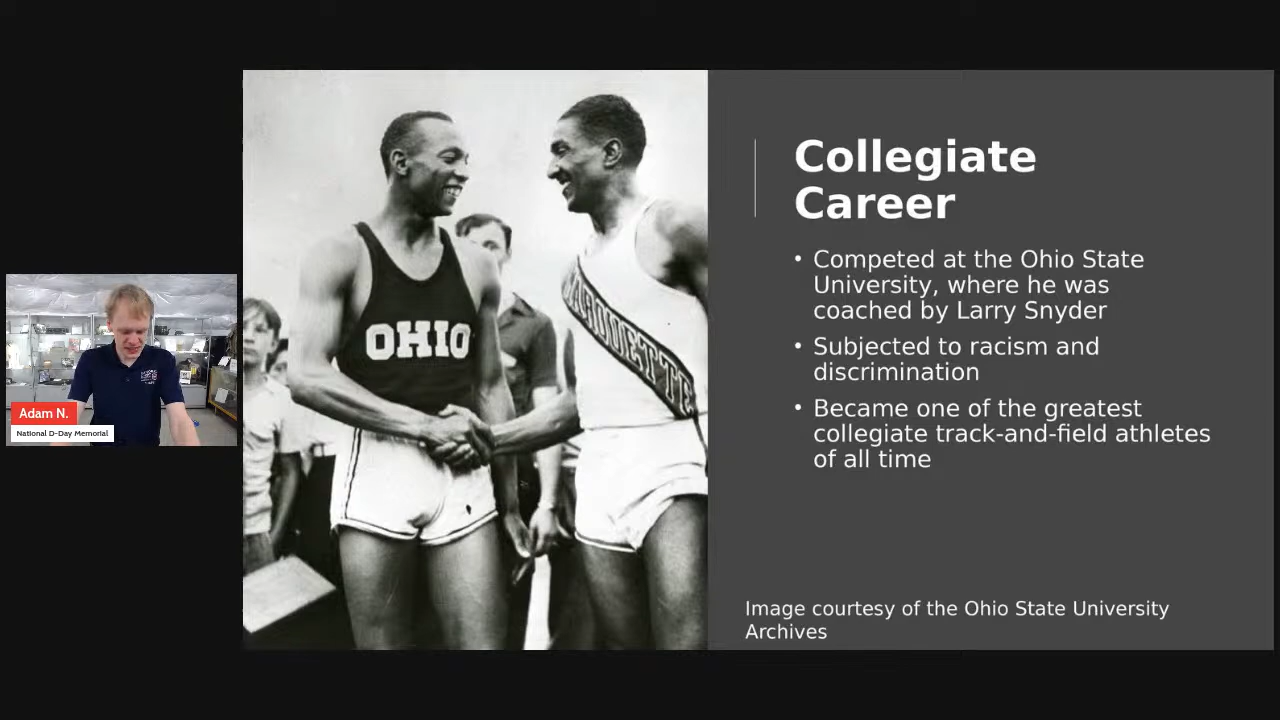 Collegiate
Career
• Competed at the Ohio State
University, where he was
coached by Larry Snyder
• Subjected to racism and
discrimination
• Became one of the greatest
collegiate track-and-field athletes
of all time
Image courtesy of the Ohio State University
Archives
OHIO
MARQUETTE
Adam N.
National D-Day Memorial